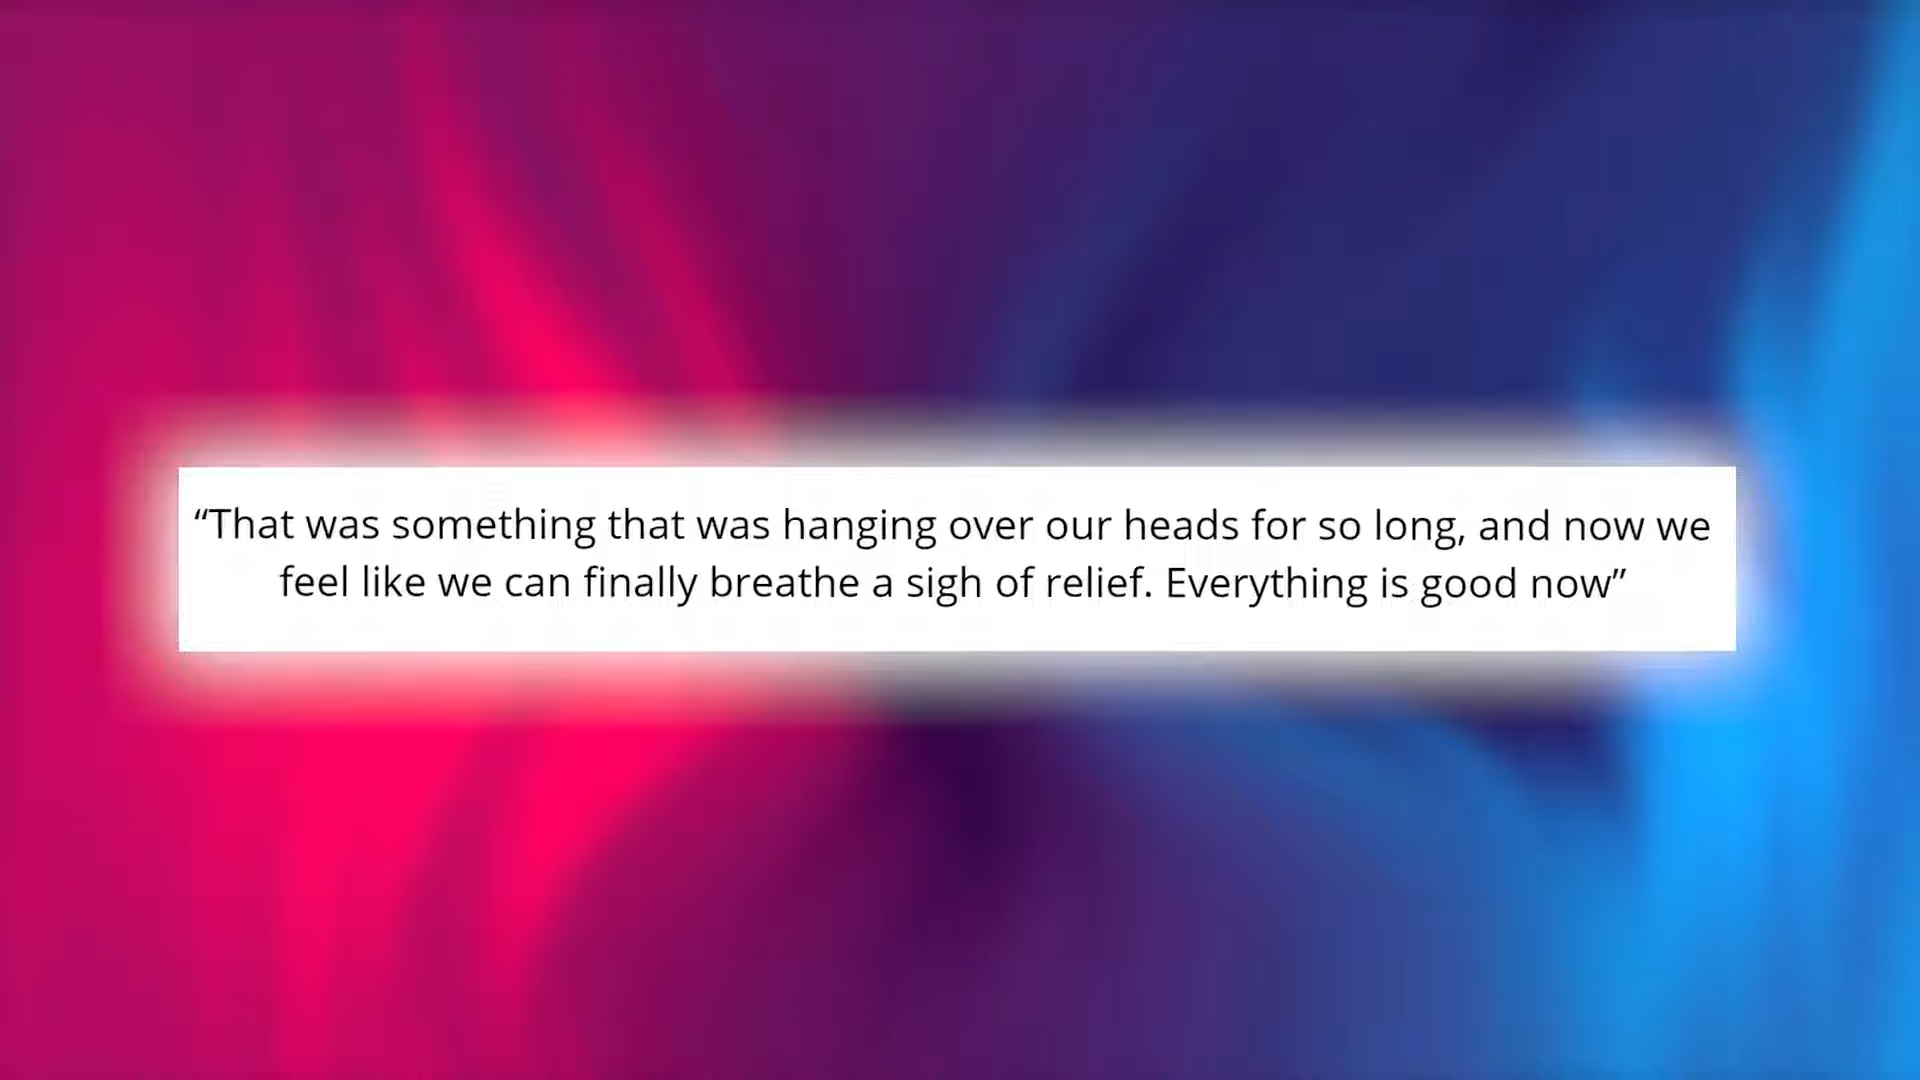 “That was something that was hanging over our heads for so long, and now we
feel like we can finally breathe a sigh of relief. Everything is good now”